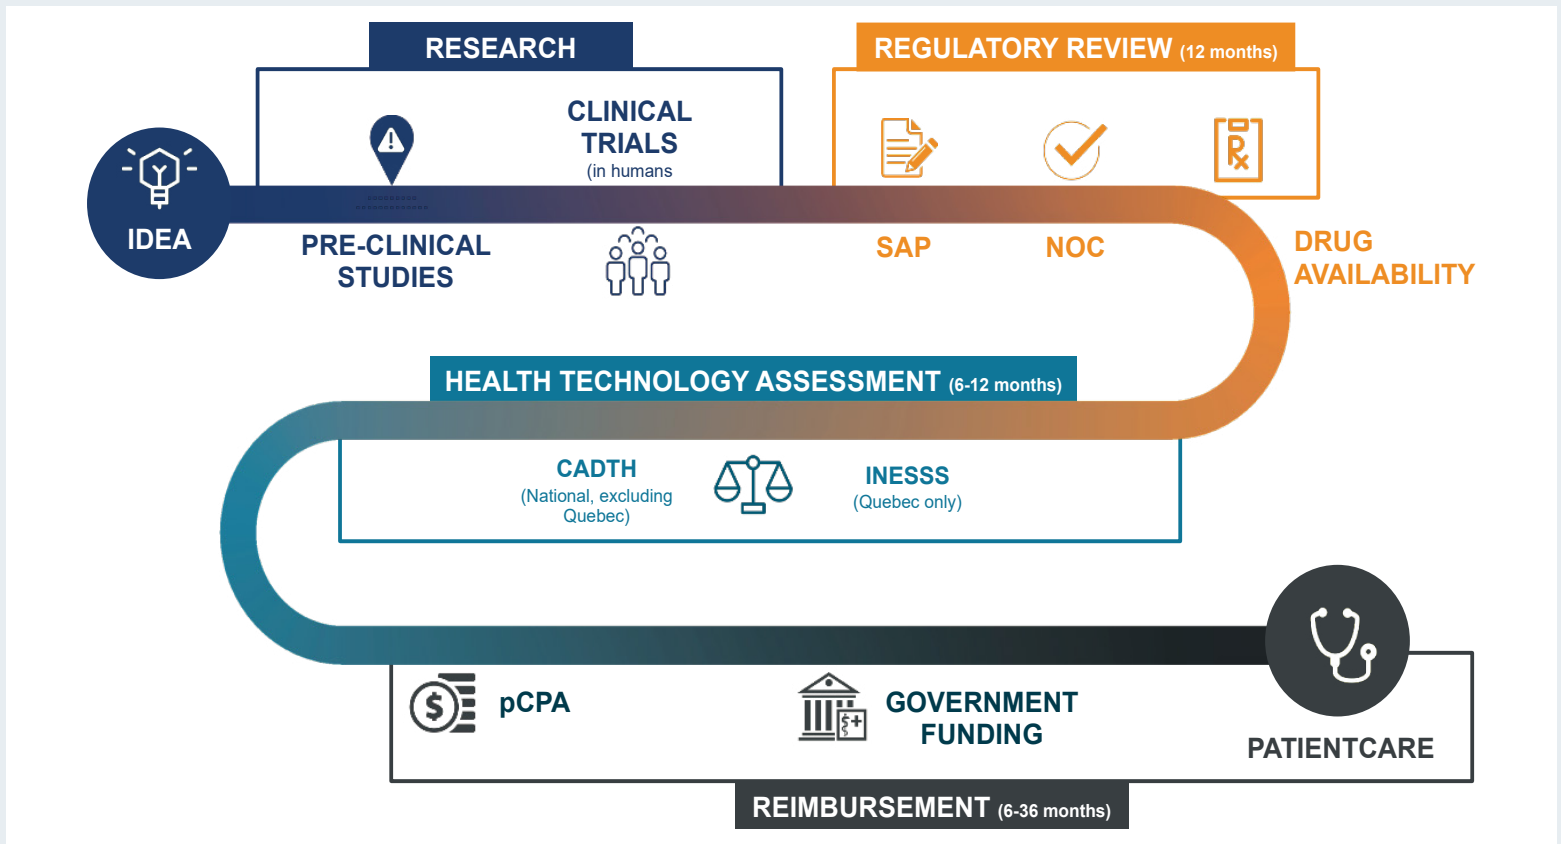 RESEARCH
REGULATORY REVIEW (12 months)
CLINICAL
TRIALS
(in humans
IDEA
PRE-CLINICAL
STUDIES
SAP
NOC
Rx
DRUG
AVAILABILITY
HEALTH TECHNOLOGY ASSESSMENT (6-12 months)
CADTH
(National, excluding
Quebec)
INESSS
(Quebec only)
$
pCPA
GOVERNMENT
FUNDING
PATIENTCARE
REIMBURSEMENT (6-36 months)